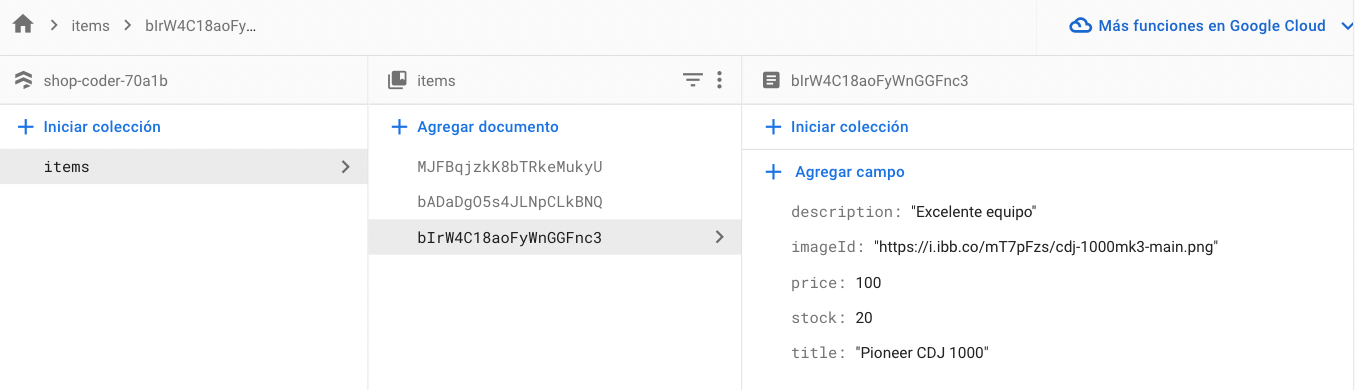 items bIrW4C18aoFy... Más funciones en Google Cloud
shop-coder-70a1b
Iniciar colección
items
items
Agregar documento
MJFBqjzkK8bTRkeMukyU
bADaDgO5s4JLNpCLkBNQ
bIrW4C18aoFyWnGGFnc3
bIrW4C18aoFyWnGGFnc3
Iniciar colección
Agregar campo
description: "Excelente equipo"
imageId: "https://i.ibb.co/mT7pFzs/cdj-1000mk3-main.png"
price: 100
stock: 20
title: "Pioneer CDJ 1000"